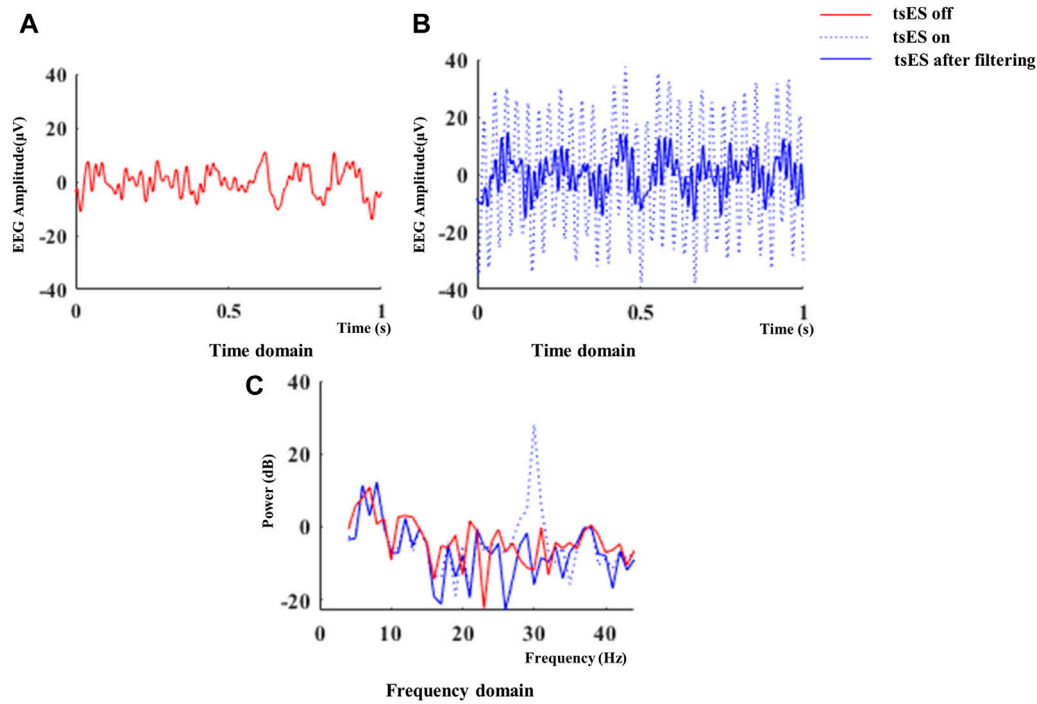 A
B
tsES off
tsES on
tsES after filtering
EEG Amplitude(µV)
40
20
0
-20
-40
0
0.5
1
Time (s)
Time domain
EEG Amplitude(µV)
40
20
0
-20
-40
0
0.5
1
Time (s)
Time domain
C
Power (dB)
40
20
0
-20
0
10
20
30
40
Frequency (Hz)
Frequency domain